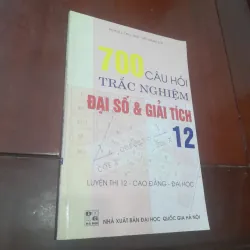 700 CÂU HỎI
TRẮC NGHIỆM
ĐẠI SỐ & GIẢI TÍCH
12
LUYỆN THI 12 - CAO ĐẲNG - ĐẠI HỌC
NHÀ XUẤT BẢN ĐẠI HỌC QUỐC GIA HÀ NỘI